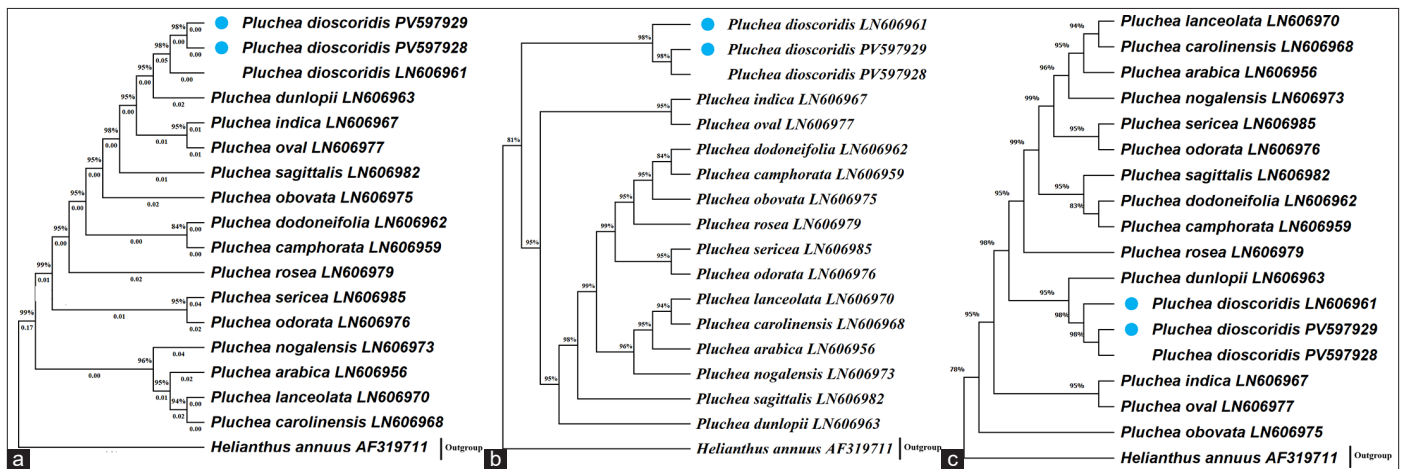 Pluchea dioscoridis PV597929
Pluchea dioscoridis PV597928
Pluchea dioscoridis LN606961
Pluchea dunlopii LN606963
Pluchea indica LN606967
Pluchea oval LN606977
Pluchea sagittalis LN606982
Pluchea obovata LN606975
Pluchea dodoneifolia LN606962
Pluchea camphorata LN606959
Pluchea rosea LN606979
Pluchea sericea LN606985
Pluchea odorata LN606976
Pluchea nogalensis LN606973
Pluchea arabica LN606956
Pluchea lanceolata LN606970
Pluchea carolinensis LN606968
Helianthus annuus AF319711
Outgroup
98%
0.00
0.00
98%
0.05
0.00
95%
0.00
0.02
95%
0.00
95%
0.01
0.01
0.01
98%
0.00
0.01
95%
0.00
0.02
95%
0.00
84%
0.00
0.00
0.00
95%
0.00
0.02
99%
0.01
95%
0.04
0.01
0.02
99%
0.17
96%
0.04
0.00
95%
0.02
0.01
94%
0.00
0.02
0.00
a
Pluchea dioscoridis LN606961
Pluchea dioscoridis PV597929
Pluchea dioscoridis PV597928
Pluchea indica LN606967
Pluchea oval LN606977
Pluchea dodoneifolia LN606962
Pluchea camphorata LN606959
Pluchea obovata LN606975
Pluchea rosea LN606979
Pluchea sericea LN606985
Pluchea odorata LN606976
Pluchea lanceolata LN606970
Pluchea carolinensis LN606968
Pluchea arabica LN606956
Pluchea nogalensis LN606973
Pluchea sagittalis LN606982
Pluchea dunlopii LN606963
Helianthus annuus AF319711
Outgroup
98%
98%
95%
81%
84%
95%
95%
99%
95%
95%
99%
94%
95%
96%
98%
95%
b
Pluchea lanceolata LN606970
Pluchea carolinensis LN606968
Pluchea arabica LN606956
Pluchea nogalensis LN606973
Pluchea sericea LN606985
Pluchea odorata LN606976
Pluchea sagittalis LN606982
Pluchea dodoneifolia LN606962
Pluchea camphorata LN606959
Pluchea rosea LN606979
Pluchea dunlopii LN606963
Pluchea dioscoridis LN606961
Pluchea dioscoridis PV597929
Pluchea dioscoridis PV597928
Pluchea indica LN606967
Pluchea oval LN606977
Pluchea obovata LN606975
Helianthus annuus AF319711
Outgroup
94%
95%
96%
99%
95%
99%
95%
83%
95%
98%
95%
98%
98%
95%
95%
78%
c